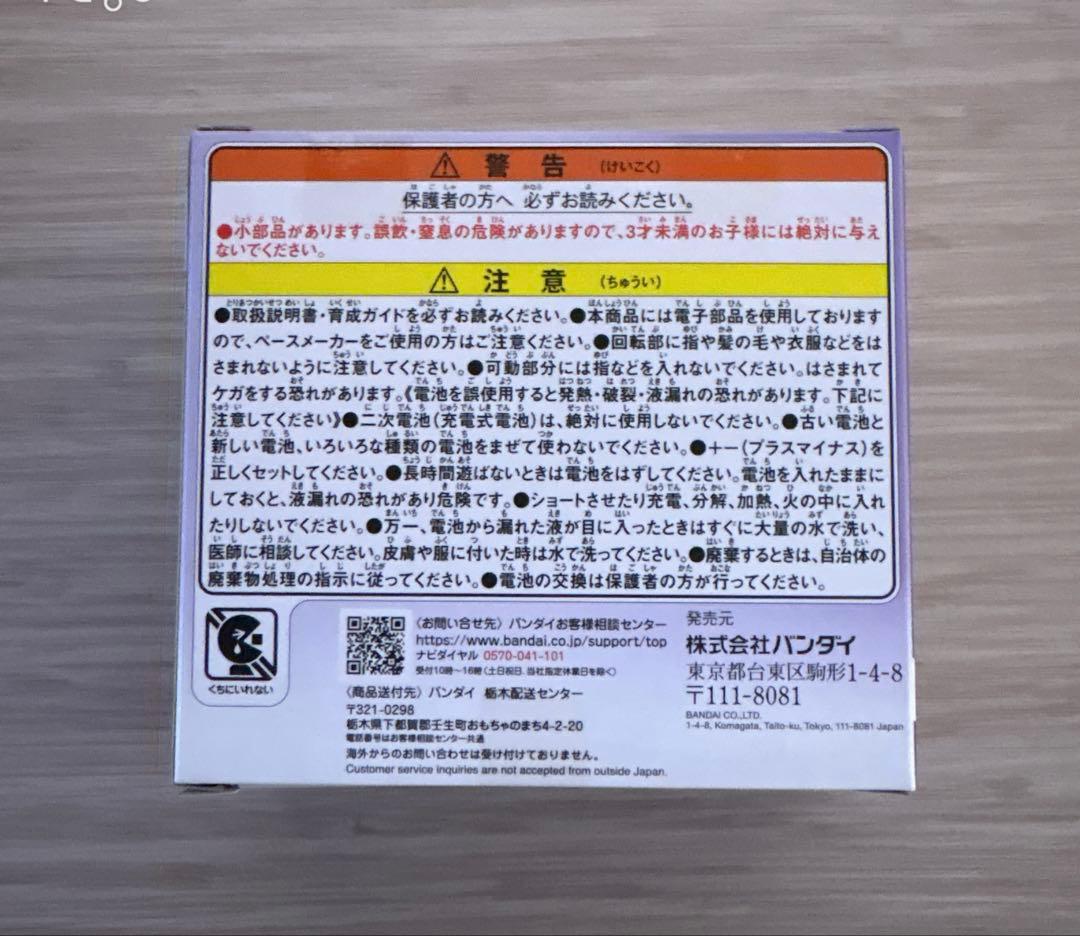 警告 (けいこく)
保護者の方へ 必ずお読みください。
●小部品があります。誤飲・窒息の危険がありますので、3才未満のお子様には絶対に与え
ないでください。
注意 (ちゅうい)
●取扱説明書・育成ガイドを必ずお読みください。●本商品には電子部品を使用しております
ので、ペースメーカーをご使用の方はご注意ください。●回転部に指や髪の毛や衣服などをは
さまれないように注意してください。●可動部分には指などを入れないでください。はさまれて
ケガをする恐れがあります。《電池を誤使用すると発熱・破裂・液漏れの恐れがあります。下記に
注意してください》●二次電池(充電式電池)は、絶対に使用しないでください。●古い電池と
新しい電池、いろいろな種類の電池をまぜて使わないでください。●+−(プラスマイナス)を
正しくセットしてください。●長時間遊ばないときは電池をはずしてください。電池を入れたままに
しておくと、液漏れの恐れがあり危険です。●ショートさせたり充電、分解、加熱、火の中に入れ
たりしないでください。●万一、電池から漏れた液が目に入ったときはすぐに大量の水で洗い、
医師に相談してください。皮膚や服に付いた時は水で洗ってください。●廃棄するときは、自治体の
廃棄物処理の指示に従ってください。●電池の交換は保護者の方が行ってください。
くちにいれない
〈お問い合せ先〉バンダイお客様相談センター
https://www.bandai.co.jp/support/top
ナビダイヤル 0570-041-101
受付10時〜16時(土日祝日、当社指定休業日を除く)
〈商品送付先〉バンダイ 栃木配送センター
〒321-0298
栃木県下都賀郡壬生町おもちゃのまち4-2-20
電話番号はお客様相談センター共通
海外からのお問い合わせは受け付けておりません。
Customer service inquiries are not accepted from outside Japan.
発売元
株式会社バンダイ
東京都台東区駒形1-4-8
〒111-8081
BANDAI CO.,LTD.
1-4-8, Komagata, Taito-ku, Tokyo, 111-8081 Japan